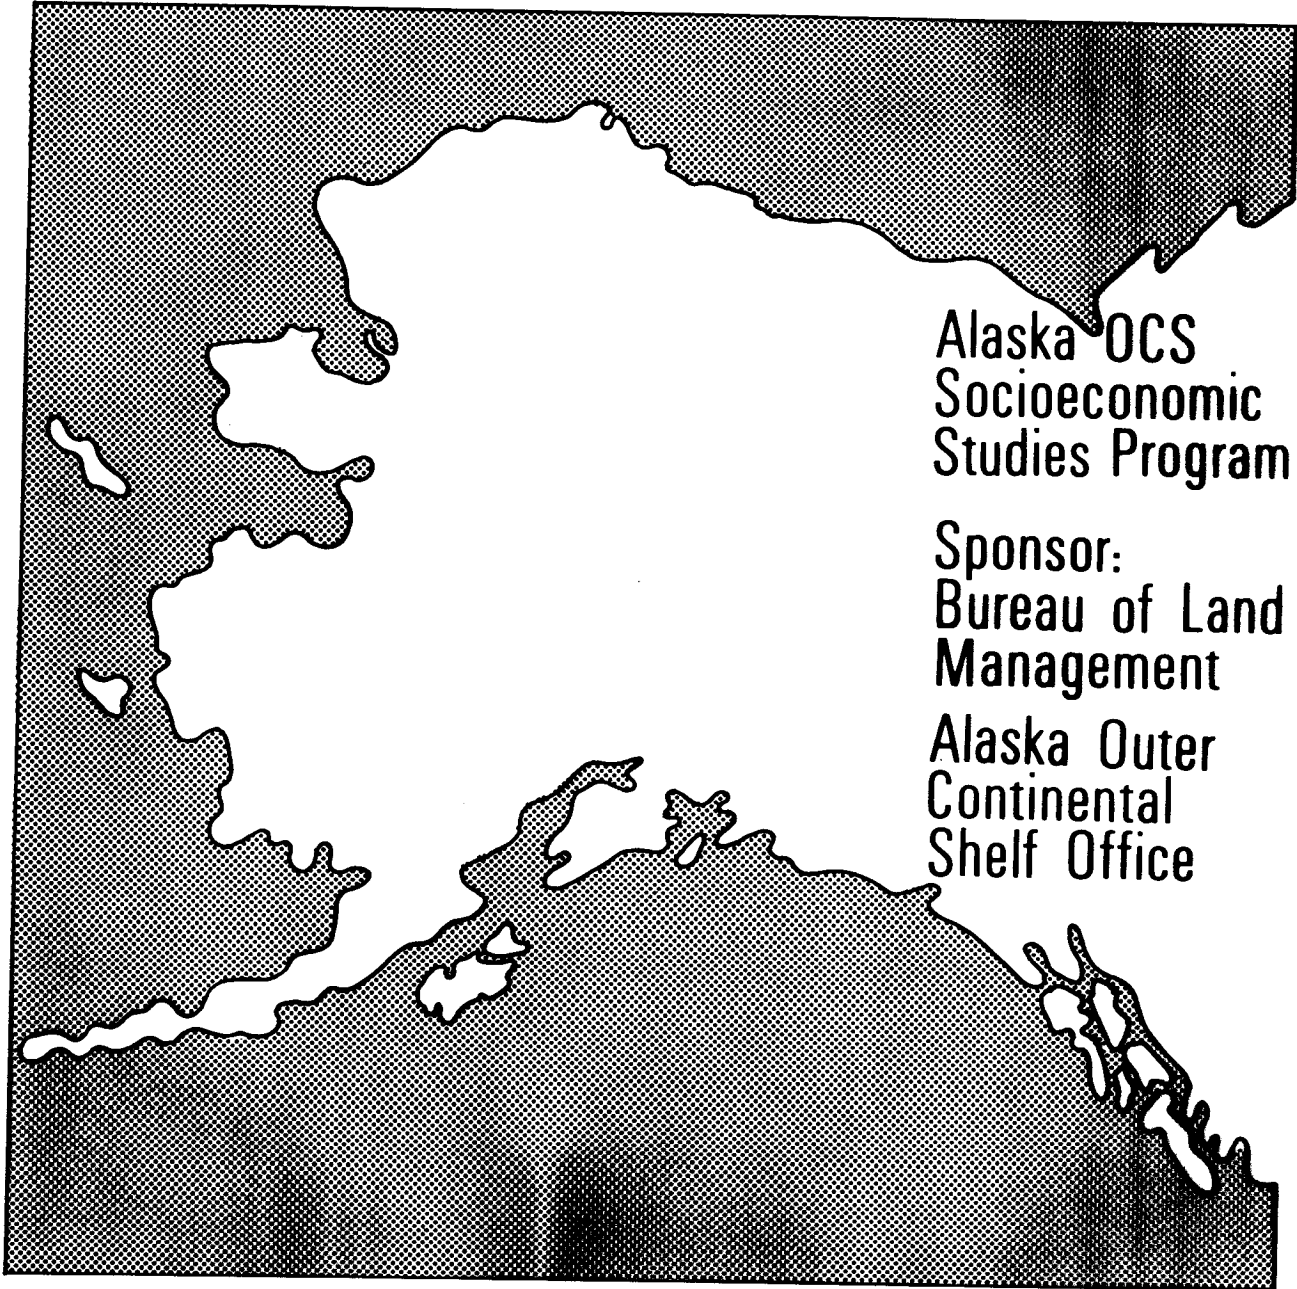 Alaska OCS
Socioeconomic
Studies Program
Sponsor:
Bureau of Land
Management
Alaska Outer
Continental
Shelf Office